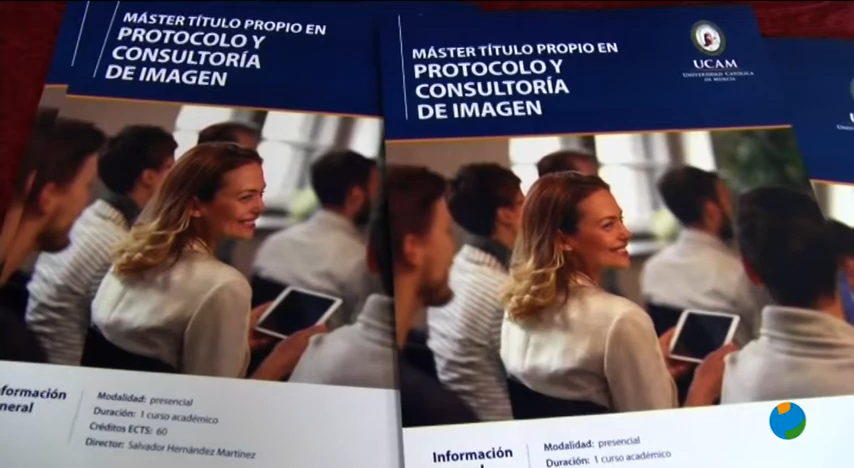 MÁSTER TÍTULO PROPIO EN
PROTOCOLO Y
CONSULTORÍA
DE IMAGEN
Información
General
Modalidad: presencial
Duración: 1 curso académico
Créditos ECTS: 60
Director: Salvador Hernández Martínez
MÁSTER TÍTULO PROPIO EN
PROTOCOLO Y
CONSULTORÍA
DE IMAGEN
UCAM
UNIVERSIDAD CATÓLICA
DE MURCIA
Información
Modalidad: presencial
Duración: 1 curso académico